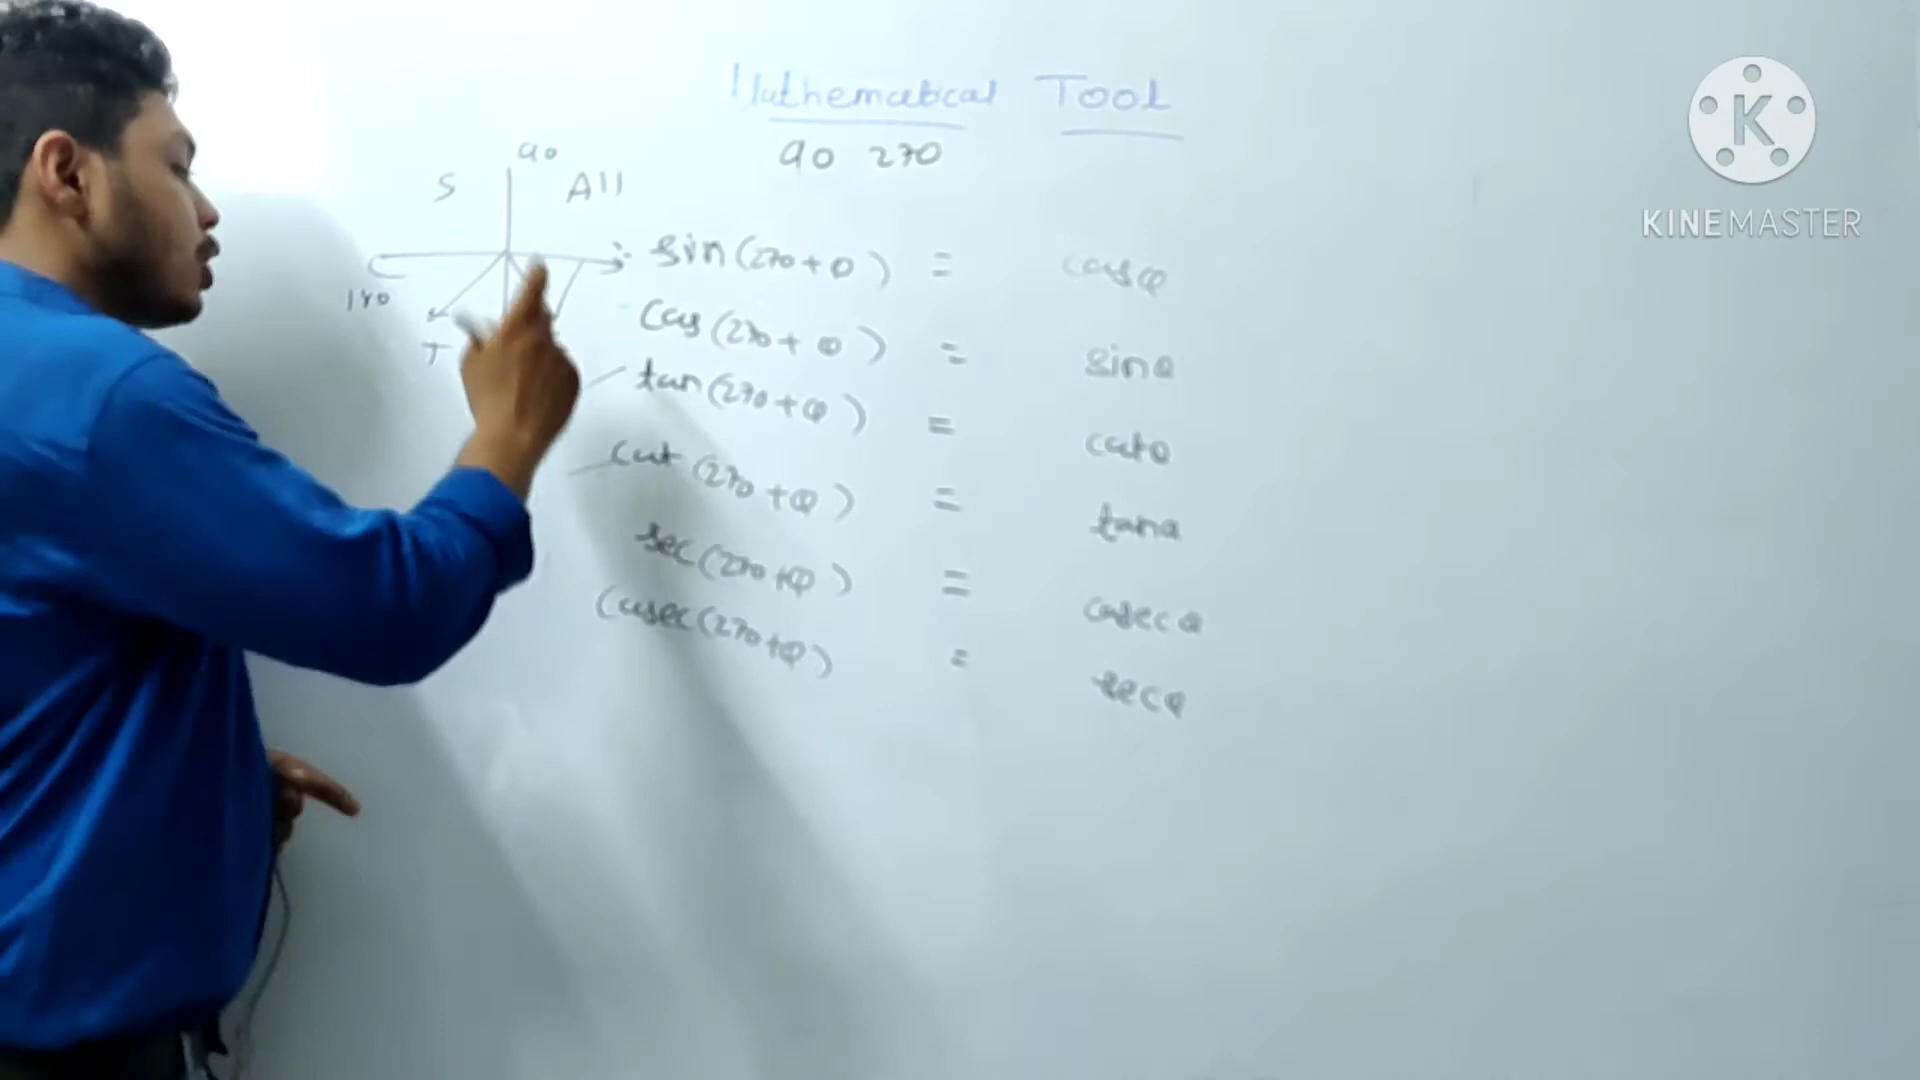 Mathematical Tool
90 270
90
S
All
180
T
sin(270+θ) = cosθ
Cos(270+θ) = sinθ
tan(270+θ) = cotθ
cot(270+θ) = tanθ
sec(270+θ) = cosecθ
Cosec(270+θ) = secθ
K
KINEMASTER